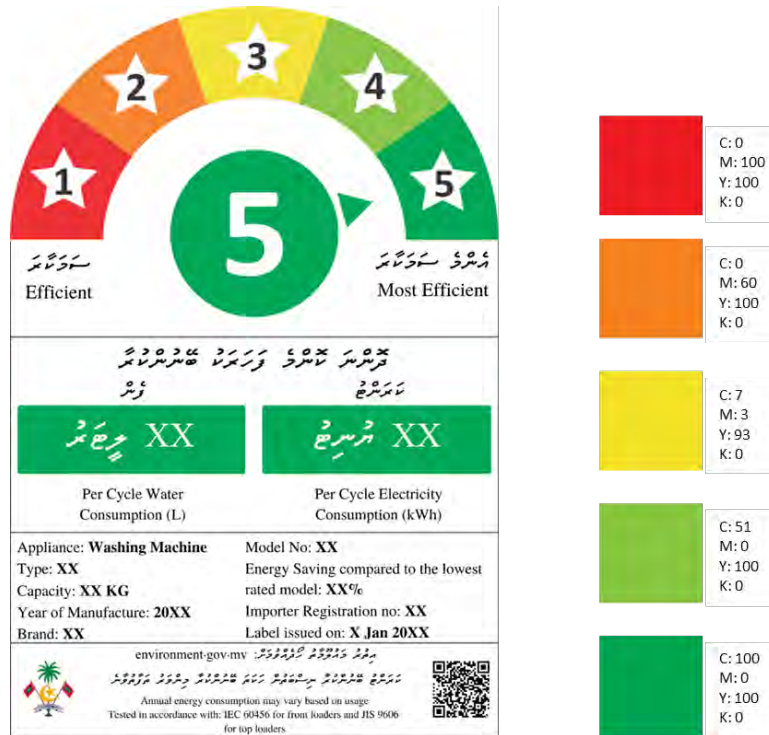 1
2
3
4
5
5
ސަމަކާރަ
Efficient
އެންމެ ސަމަކާރަ
Most Efficient
ދޮންނަ ކޮންމެ ފަހަރަކު ބޭނުންކުރާ
ފެން
ކަރަންޓު
XX ލީޓަރު
XX ޔުނިޓު
Per Cycle Water
Consumption (L)
Per Cycle Electricity
Consumption (kWh)
Appliance: Washing Machine
Type: XX
Capacity: XX KG
Year of Manufacture: 20XX
Brand: XX
Model No: XX
Energy Saving compared to the lowest
rated model: XX%
Importer Registration no: XX
Label issued on: X Jan 20XX
އިތުރު މަޢުލޫމާތު ހޯދެއްވުމަށް: environment.gov.mv
Annual energy consumption may vary based on usage
Tested in accordance with: IEC 60456 for front loaders and JIS 9606
for top loaders
C: 0
M: 100
Y: 100
K: 0
C: 0
M: 60
Y: 100
K: 0
C: 7
M: 3
Y: 93
K: 0
C: 51
M: 0
Y: 100
K: 0
C: 100
M: 0
Y: 100
K: 0